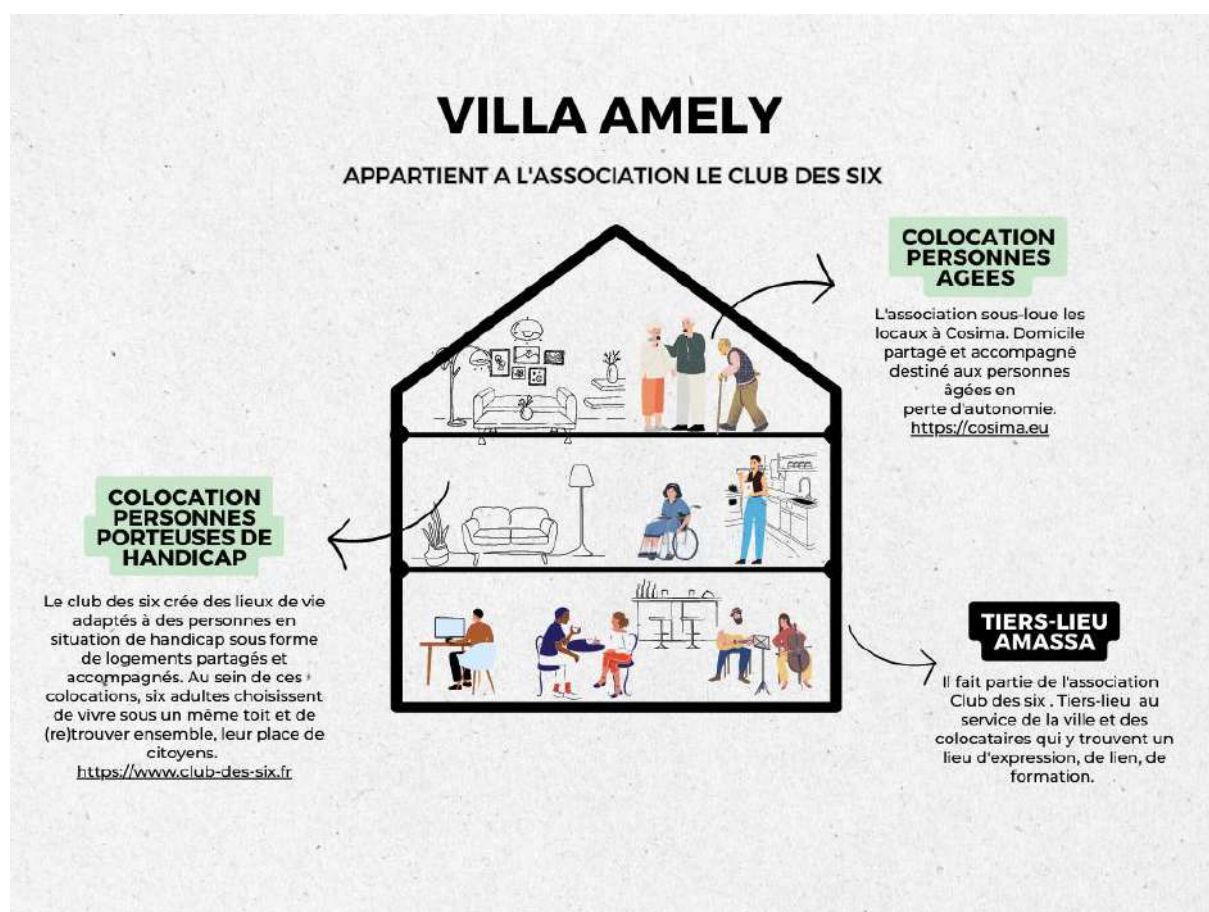 VILLA AMELY
APPARTIENT A L'ASSOCIATION LE CLUB DES SIX
COLOCATION
PERSONNES
AGEES
L'association sous-loue les
locaux à Cosima. Domicile
partagé et accompagné
destiné aux personnes
âgées en
perte d'autonomie.
https://cosima.eu
COLOCATION
PERSONNES
PORTEUSES DE
HANDICAP
Le club des six crée des lieux de vie
adaptés à des personnes en
situation de handicap sous forme
de logements partagés et
accompagnés. Au sein de ces
colocations, six adultes choisissent
de vivre sous un même toit et de
(re)trouver ensemble, leur place de
citoyens.
https://www.club-des-six.fr
TIERS-LIEU
AMASSA
Il fait partie de l'association
Club des six . Tiers-lieu au
service de la ville et des
colocataires qui y trouvent un
lieu d'expression, de lien, de
formation.